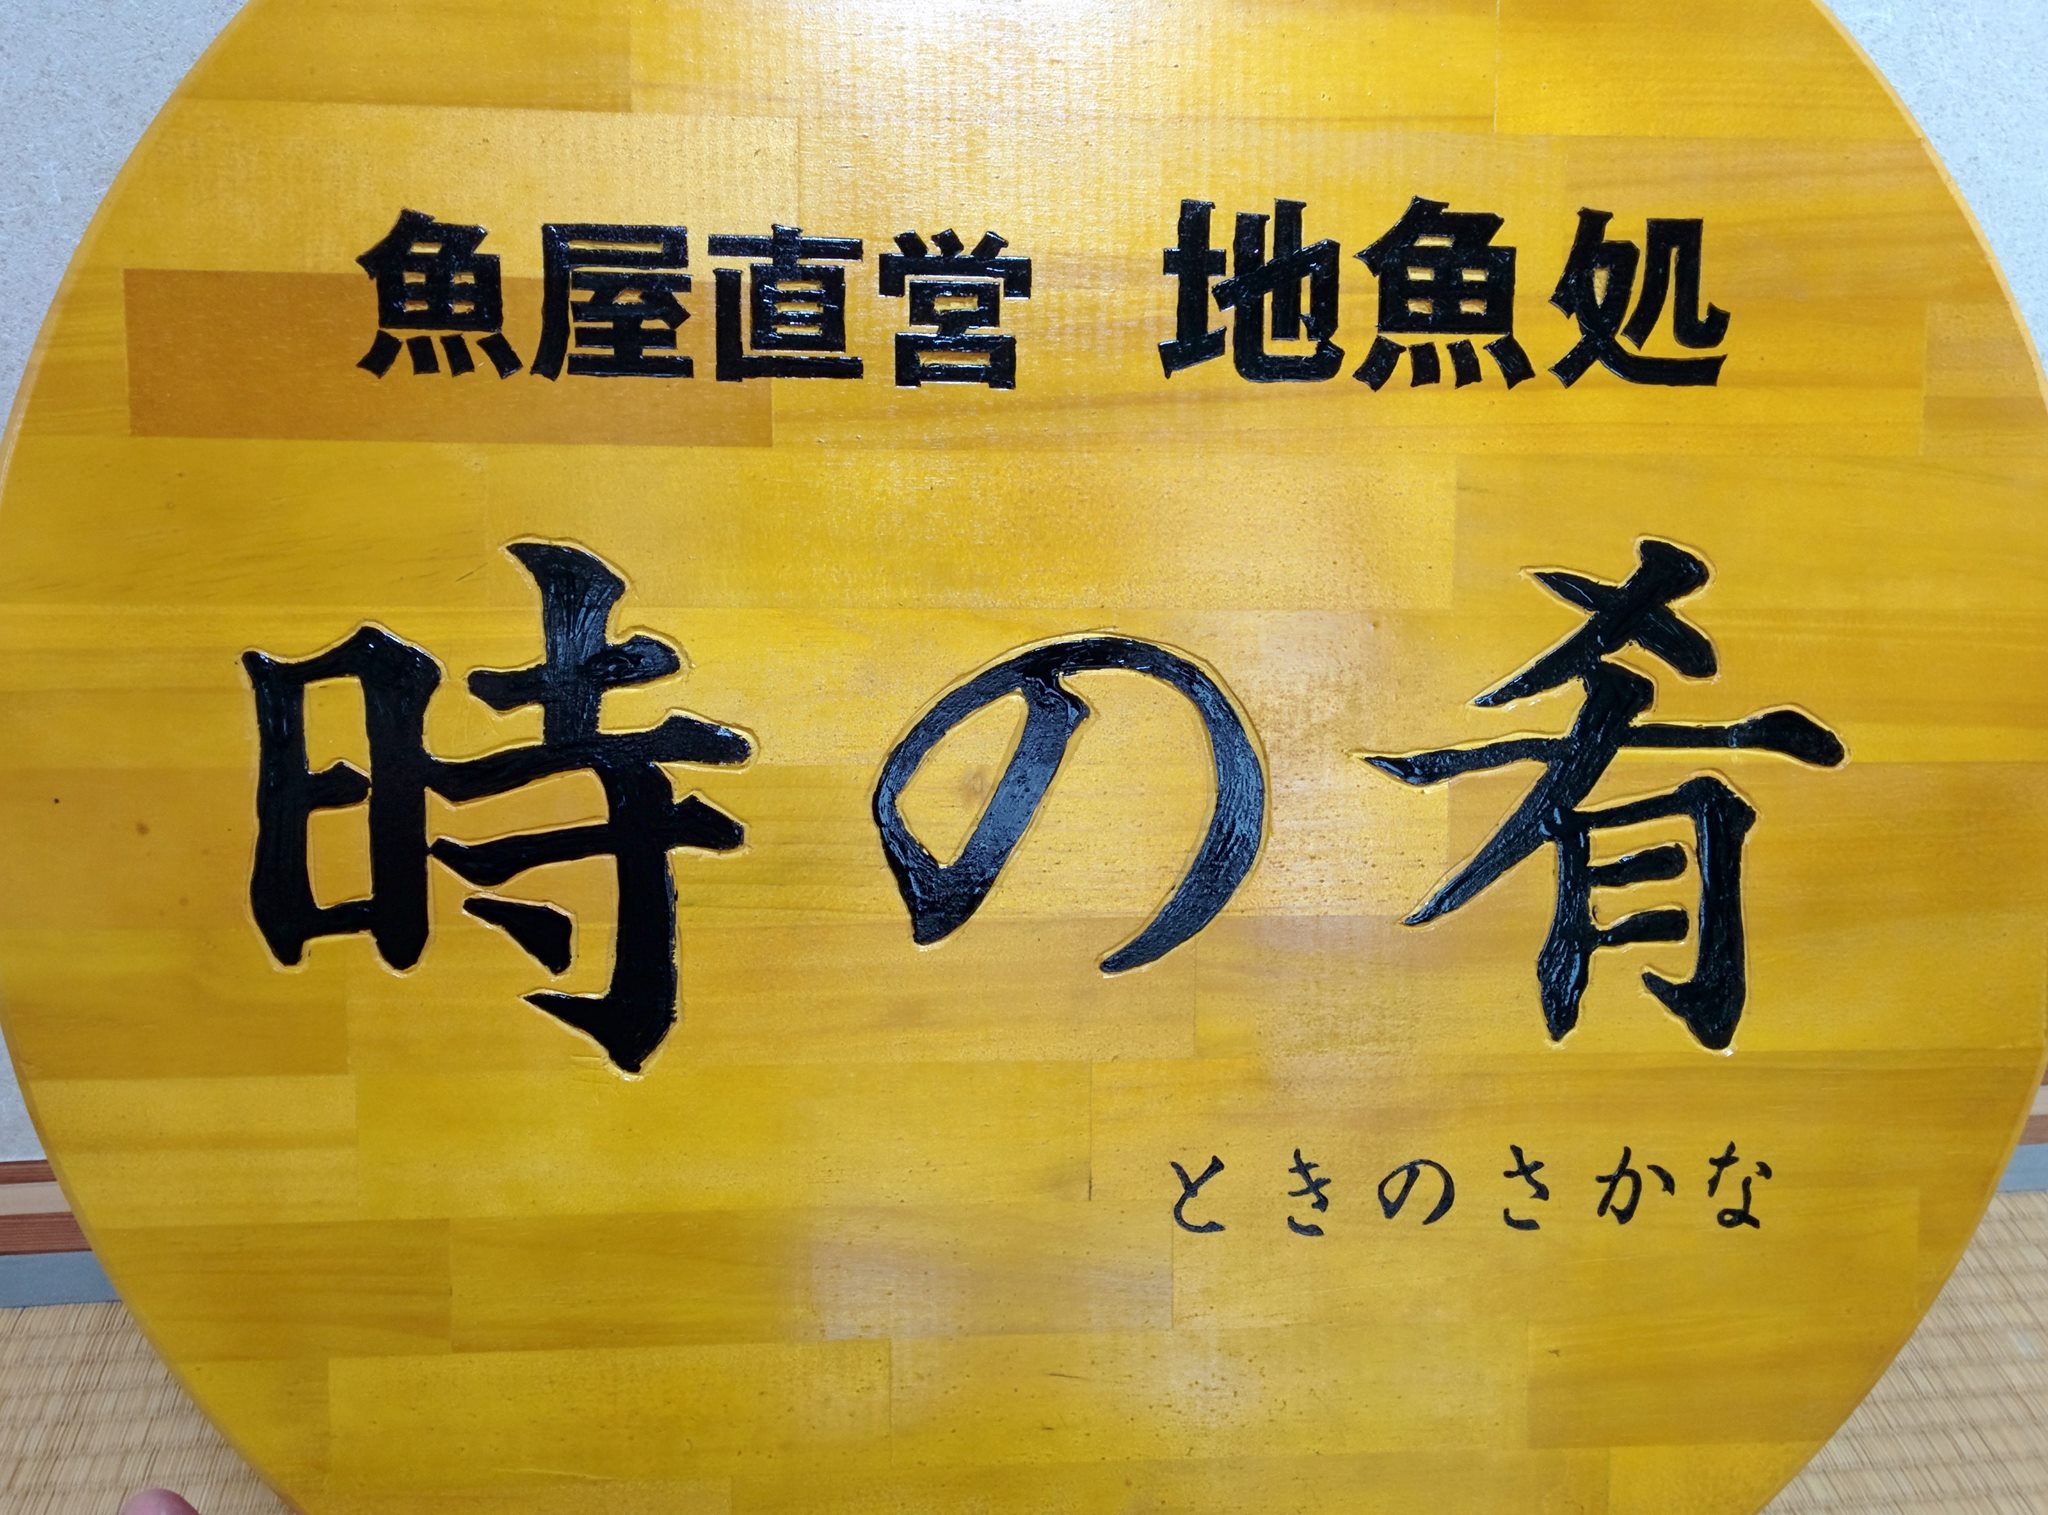 魚屋直営 地魚処
時の肴
ときのさかな